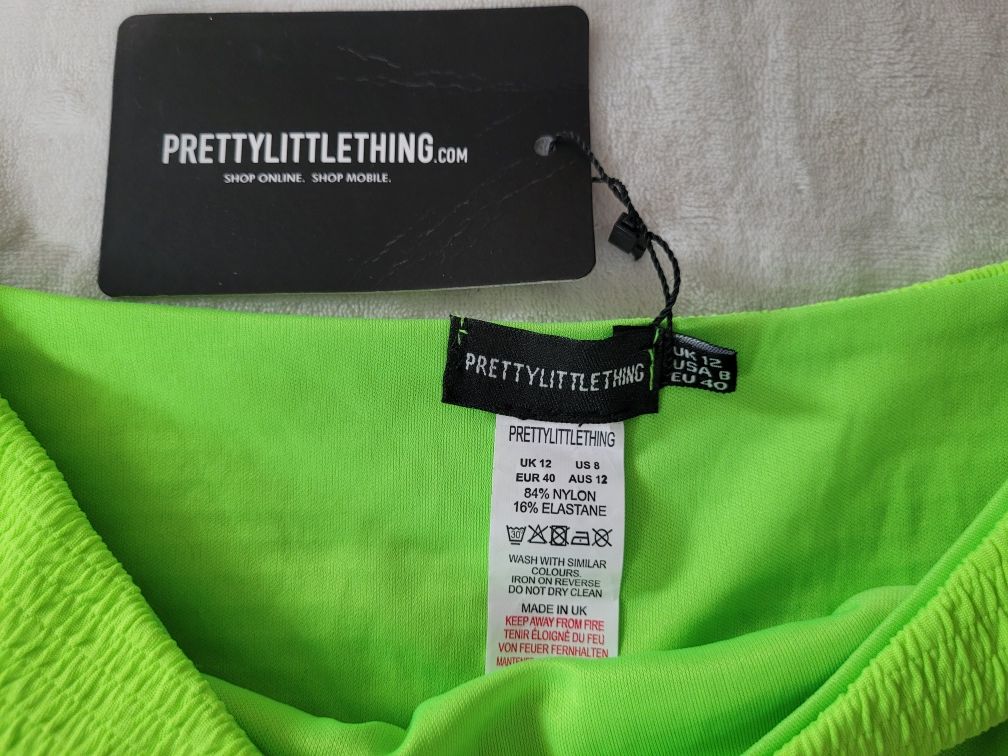 PRETTYLITTLETHING.COM
SHOP ONLINE. SHOP MOBILE.
PRETTYLITTLETHING
UK 12
USA 8
EU 40
PRETTYLITTLETHING
UK 12 US 8
EUR 40 AUS 12
84% NYLON
16% ELASTANE
30
WASH WITH SIMILAR
COLOURS.
IRON ON REVERSE
DO NOT DRY CLEAN
MADE IN UK
KEEP AWAY FROM FIRE
TENIR ÉLOIGNÉ DU FEU
VON FEUER FERNHALTEN